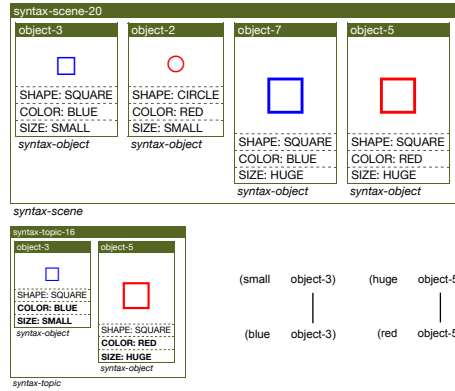 syntax-scene-20
object-3 object-2 object-7 object-5
SHAPE: SQUARE SHAPE: CIRCLE
COLOR: BLUE COLOR: RED
SIZE: SMALL SIZE: SMALL
syntax-object syntax-object
SHAPE: SQUARE SHAPE: SQUARE
COLOR: BLUE COLOR: RED
SIZE: HUGE SIZE: HUGE
syntax-object syntax-object
syntax-scene
syntax-topic-16
object-3 object-5
SHAPE: SQUARE
COLOR: BLUE
SIZE: SMALL
syntax-object
SHAPE: SQUARE
COLOR: RED
SIZE: HUGE
syntax-object
syntax-topic
(small object-3) (huge object-5
(blue object-3) (red object-5